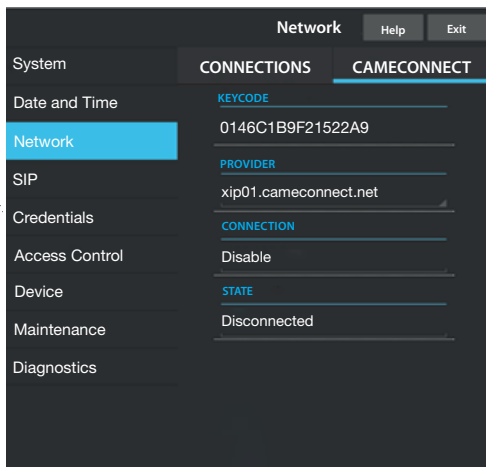 Network Help Exit
System
Date and Time
Network
SIP
Credentials
Access Control
Device
Maintenance
Diagnostics
CONNECTIONS CAMECONNECT
KEYCODE
0146C1B9F21522A9
PROVIDER
xip01.cameconnect.net
CONNECTION
Disable
STATE
Disconnected